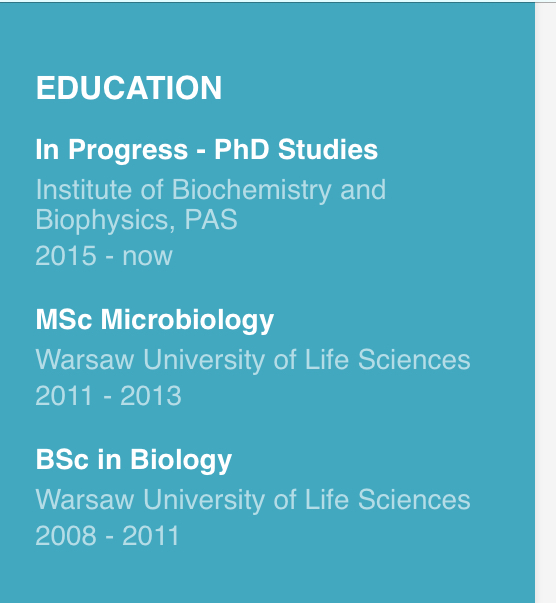 EDUCATION
In Progress - PhD Studies
Institute of Biochemistry and
Biophysics, PAS
2015 - now
MSc Microbiology
Warsaw University of Life Sciences
2011 - 2013
BSc in Biology
Warsaw University of Life Sciences
2008 - 2011